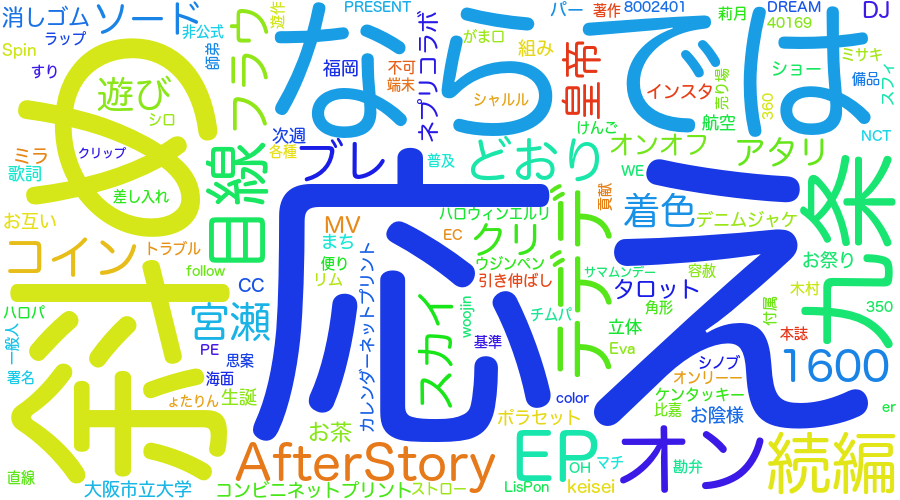 消しゴム
ソード
非公式
遊作
PRESENT
パー
著作
8002401
莉月
DREAM
40169
DJ
ラップ
Spin
すり
師弟
フラウ
なら
では
ネプリコラボ
がま口
組み
ミサキ
備品
スフィ
ショー
売り場
360
福岡
不可
端末
シャルル
皇帝
インスタ
航空
NCT
遊び
シロ
め
けんご
オンオフ
アタリ
次週
各種
ブレ
普及
どおり
WE
ミラ
歌詞
クリップ
差し入れ
目線
貢献
着色
デニムジャケ
九条
お互い
MV
まち
ハロウィンエルリ
EC
クリ
デデデ
コイン
トラブル
follow
便り
リム
ウジンペン
引き伸ばし
サマムンデー
容赦
お祭り
CC
タロット
木村
付属
350
ハロパ
宮瀬
カレンダーネットプリント
スカイ
woojin
チムパ
角形
立体
え
応
本誌
一般人
PE
思案
基準
Eva
シノブ
1600
署名
海面
オンリーー
ょたりん
生誕
color
ケンタッキー
er
斜
お茶
ボラセット
比嘉
お陰様
AfterStory
EP
オン
続編
OH
マチ
勘弁
直線
大阪市立大学
コンビニネットプリント
ストロー
LisPon
keisei